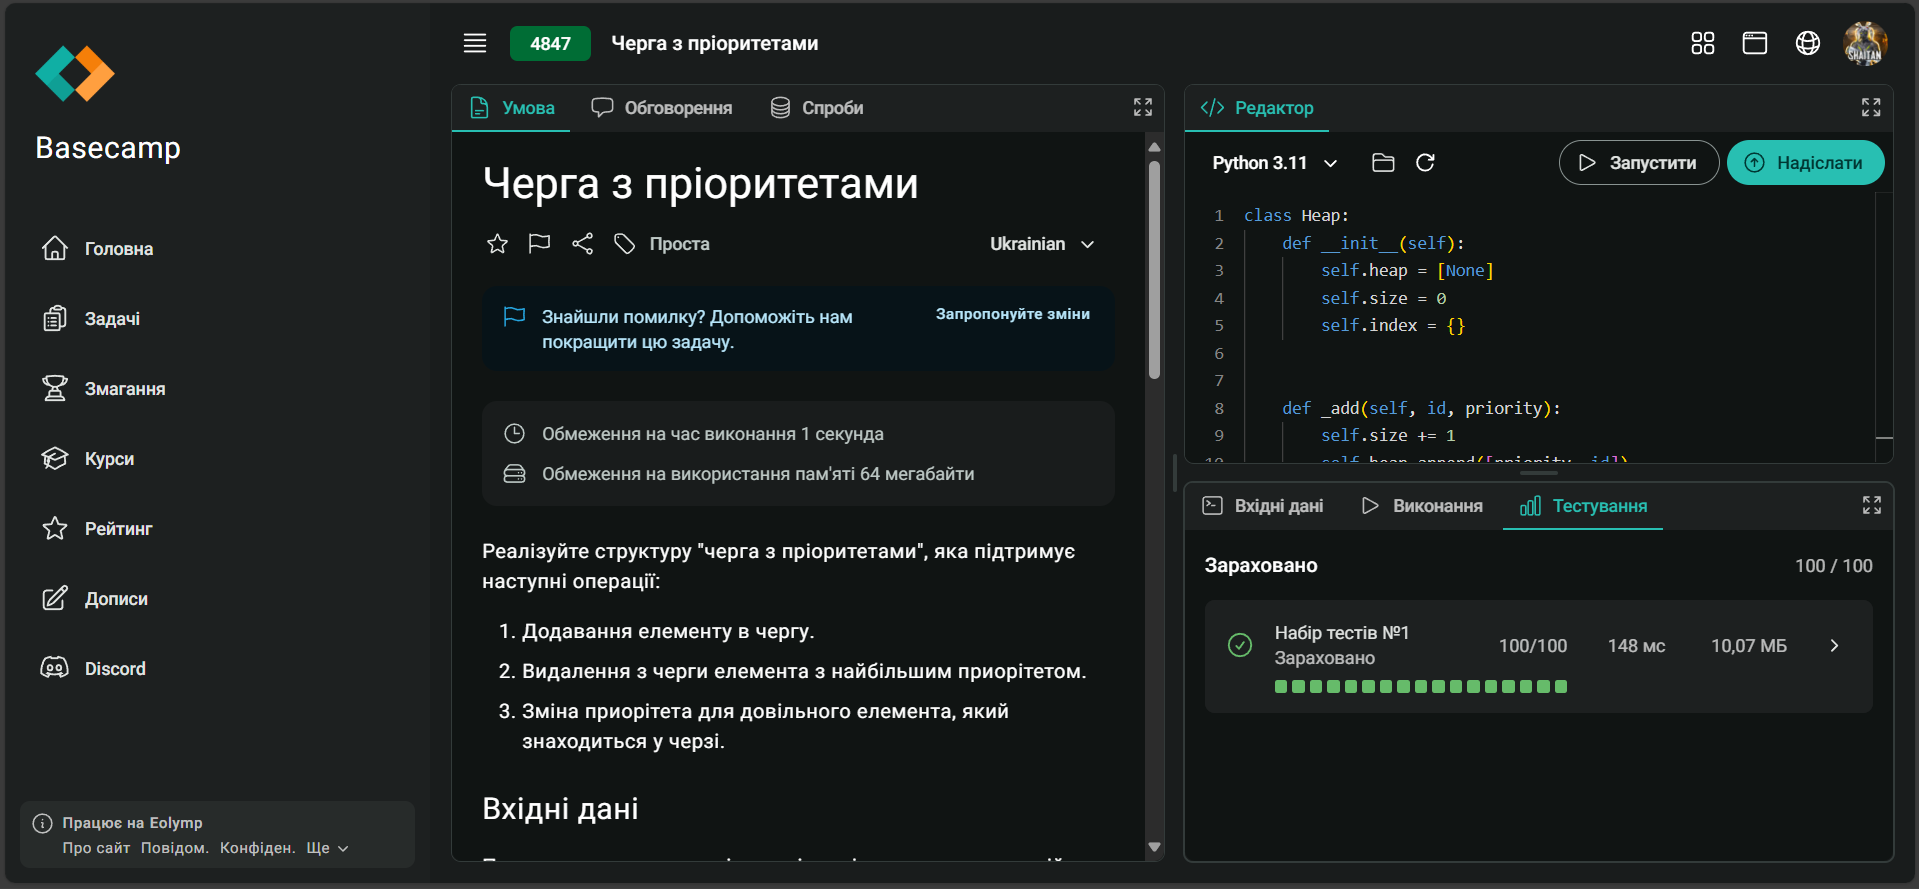 Basecamp
Головна
Задачі
Змагання
Курси
Рейтинг
Дописи
Discord
Працює на Eolymp
Про сайт Повідом. Конфіден. Ще
4847 Черга з пріоритетами
SHAITAN
Умова Обговорення Спроби
Черга з пріоритетами
Проста Ukrainian
Знайшли помилку? Допоможіть нам
покращити цю задачу.
Запропонуйте зміни
Обмеження на час виконання 1 секунда
Обмеження на використання пам'яті 64 мегабайти
Реалізуйте структуру "черга з пріоритетами", яка підтримує
наступні операції:
1. Додавання елементу в чергу.
2. Видалення з черги елемента з найбільшим приорітетом.
3. Зміна приорітета для довільного елемента, який
знаходиться у черзі.
Вхідні дані
Редактор
Python 3.11 Запустити Надіслати
1 class Heap:
2 def __init__(self):
3 self.heap = [None]
4 self.size = 0
5 self.index = {}
6
7
8 def _add(self, id, priority):
9 self.size += 1
10 self.heap.append([priority, id])
Вхідні дані Виконання Тестування
Зараховано 100 / 100
Набір тестів №1
Зараховано
100/100 148 мс 10,07 МБ